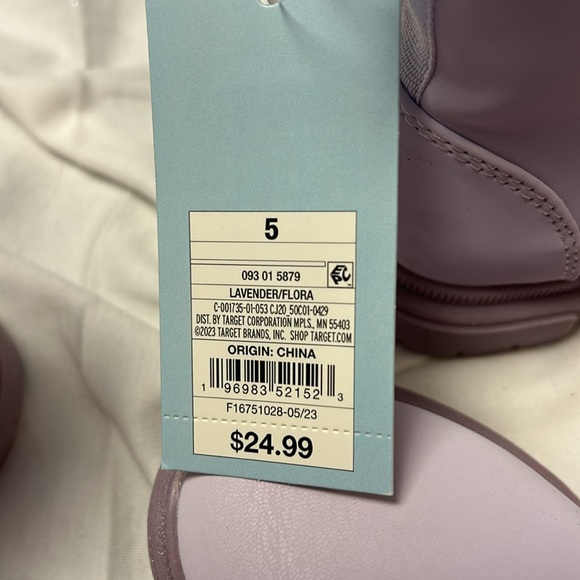 5
093 01 5879
LAVENDER/FLORA
C-001735-01-053 CJ20_50C01-0429
DIST. BY TARGET CORPORATION MPLS., MN 55403
©2023 TARGET BRANDS, INC. SHOP TARGET.COM
ORIGIN: CHINA
1 96983 52152 3
F16751028-05/23
$24.99